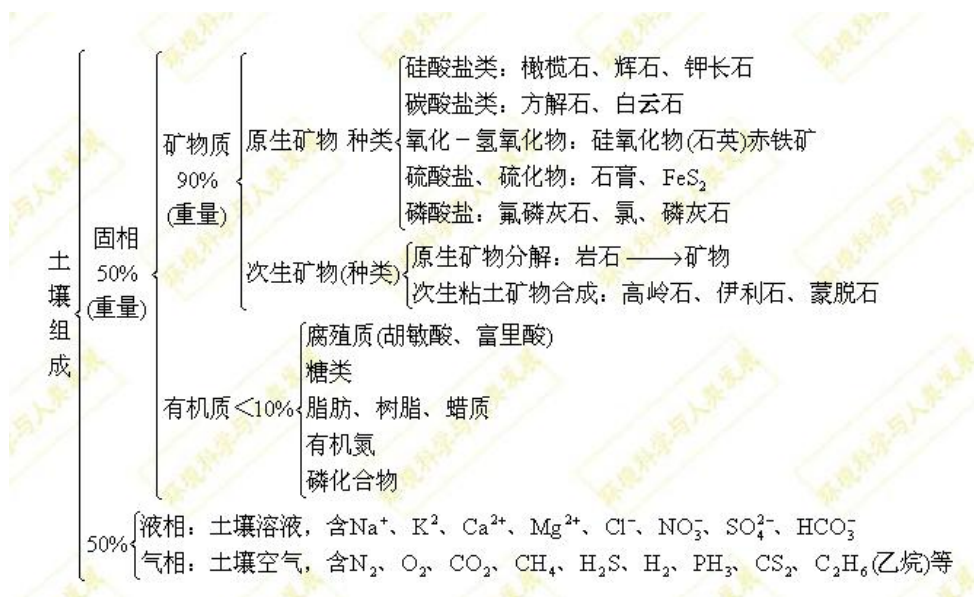 硅酸盐类：橄榄石、辉石、钾长石
碳酸盐类：方解石、白云石
原生矿物 种类 氧化－氢氧化物：硅氧化物(石英)赤铁矿
硫酸盐、硫化物：石膏、FeS₂
磷酸盐：氟磷灰石、氯、磷灰石
矿物质
90%
(重量)
次生矿物(种类)
原生矿物分解：岩石⟶矿物
次生粘土矿物合成：高岭石、伊利石、蒙脱石
固相
50%
(重量)
土壤组成
有机质＜10%
腐殖质(胡敏酸、富里酸)
糖类
脂肪、树脂、蜡质
有机氮
磷化合物
50%
液相：土壤溶液，含Na⁺、K²、Ca²⁺、Mg²⁺、Cl⁻、NO₃⁻、SO₄²⁻、HCO₃⁻
气相：土壤空气，含N₂、O₂、CO₂、CH₄、H₂S、H₂、PH₃、CS₂、C₂H₆(乙烷)等
环境科学与人类发展